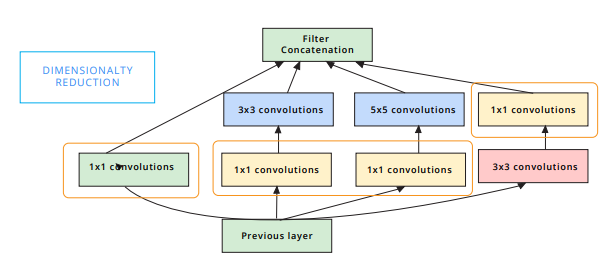 Filter
Concatenation
DIMENSIONALTY
REDUCTION
3x3 convolutions
5x5 convolutions
1x1 convolutions
1x1 convolutions
1x1 convolutions
1x1 convolutions
3x3 convolutions
Previous layer